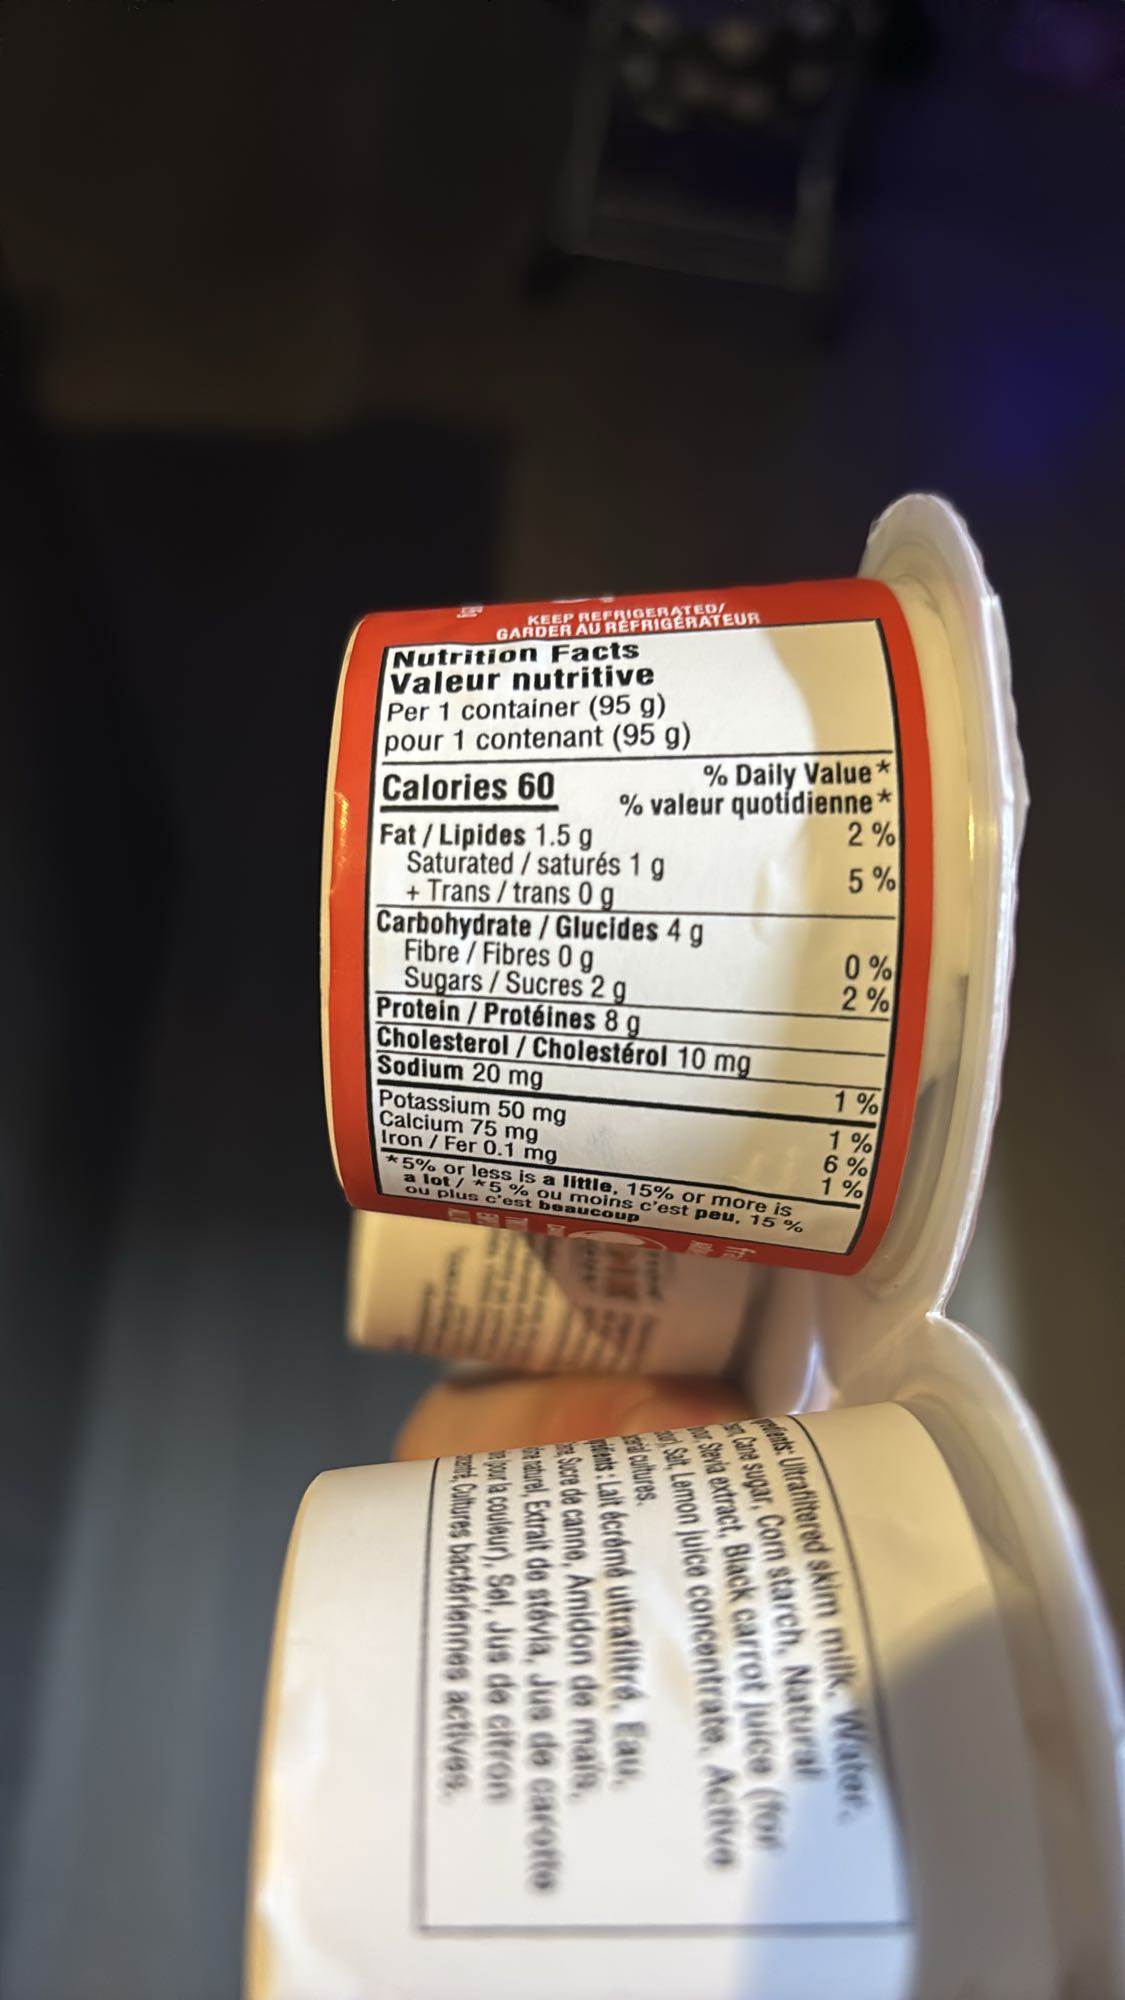 KEEP REFRIGERATED/
GARDER AU RÉFRIGÉRATEUR
Nutrition Facts
Valeur nutritive
Per 1 container (95 g)
pour 1 contenant (95 g)
Calories 60
% Daily Value*
% valeur quotidienne*
Fat / Lipides 1.5 g 2 %
Saturated / saturés 1 g
+ Trans / trans 0 g 5 %
Carbohydrate / Glucides 4 g
Fibre / Fibres 0 g 0 %
Sugars / Sucres 2 g 2 %
Protein / Protéines 8 g
Cholesterol / Cholestérol 10 mg
Sodium 20 mg 1 %
Potassium 50 mg 1 %
Calcium 75 mg 6 %
Iron / Fer 0.1 mg 1 %
*5% or less is a little, 15% or more is
a lot / *5 % ou moins c'est peu, 15 %
ou plus c'est beaucoup
Ultrafiltered skim milk, Water,
Cane sugar, Corn starch, Natural
Stevia extract, Black carrot juice (for
Salt, Lemon juice concentrate, Active
cultures.
: Lait écrémé ultrafiltré, Eau,
Sucre de canne, Amidon de maïs,
naturel, Extrait de stévia, Jus de carotte
(pour la couleur), Sel, Jus de citron
Cultures bactériennes actives.